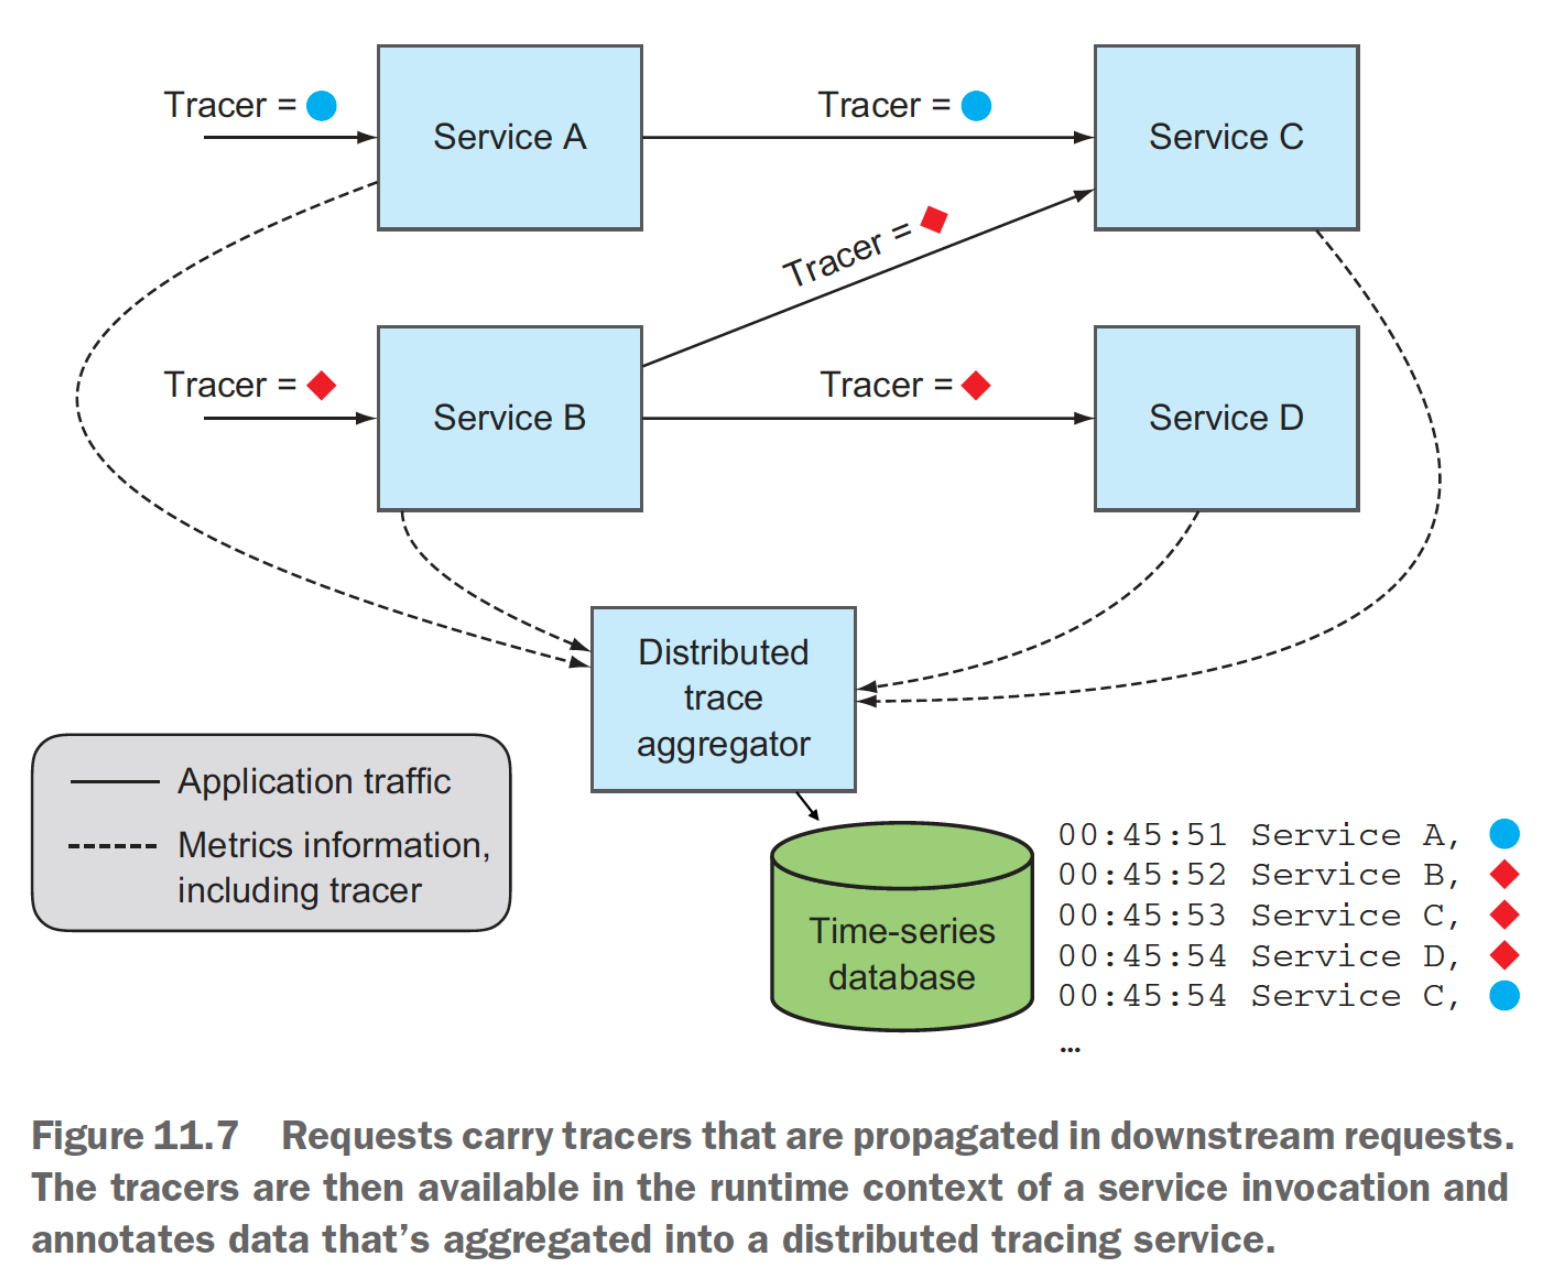 Tracer =
Service A
Tracer =
Service C
Tracer =
Tracer =
Service B
Tracer =
Service D
Distributed
trace
aggregator
Application traffic
Metrics information,
including tracer
Time-series
database
00:45:51 Service A,
00:45:52 Service B,
00:45:53 Service C,
00:45:54 Service D,
00:45:54 Service C,
…
Figure 11.7 Requests carry tracers that are propagated in downstream requests.
The tracers are then available in the runtime context of a service invocation and
annotates data that’s aggregated into a distributed tracing service.